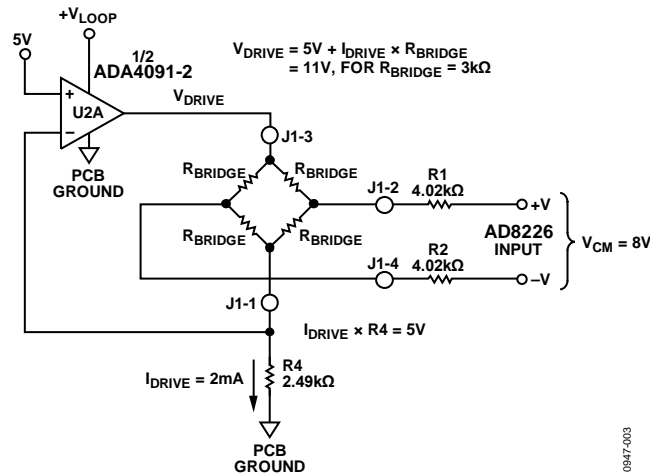 +VLOOP
5V
1/2
ADA4091-2
VDRIVE = 5V + IDRIVE × RBRIDGE
= 11V, FOR RBRIDGE = 3kΩ
+
U2A
−
VDRIVE
PCB
GROUND
J1-3
RBRIDGE
RBRIDGE
RBRIDGE
RBRIDGE
J1-2
R1
4.02kΩ
+V
AD8226
INPUT
VCM = 8V
J1-4
R2
4.02kΩ
−V
J1-1
IDRIVE × R4 = 5V
IDRIVE = 2mA
R4
2.49kΩ
PCB
GROUND
0947-003